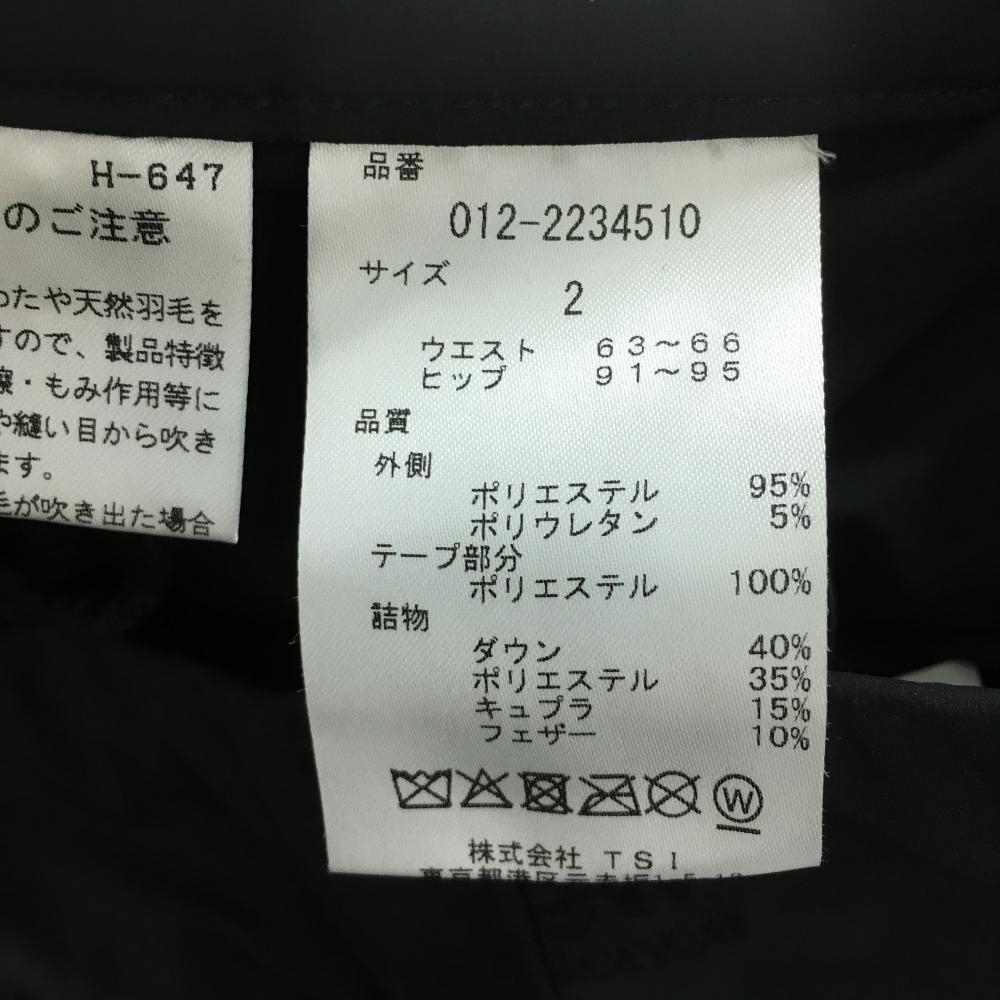 H-647
のご注意
わたや天然羽毛を
すので、製品特徴
擦・もみ作用等に
や縫い目から吹き
ます。
毛が吹き出た場合
品番
012-2234510
サイズ
2
ウエスト 63～66
ヒップ 91～95
品質
外側
ポリエステル 95%
ポリウレタン 5%
テープ部分
ポリエステル 100%
詰物
ダウン 40%
ポリエステル 35%
キュプラ 15%
フェザー 10%
W
株式会社 TSI
東京都港区